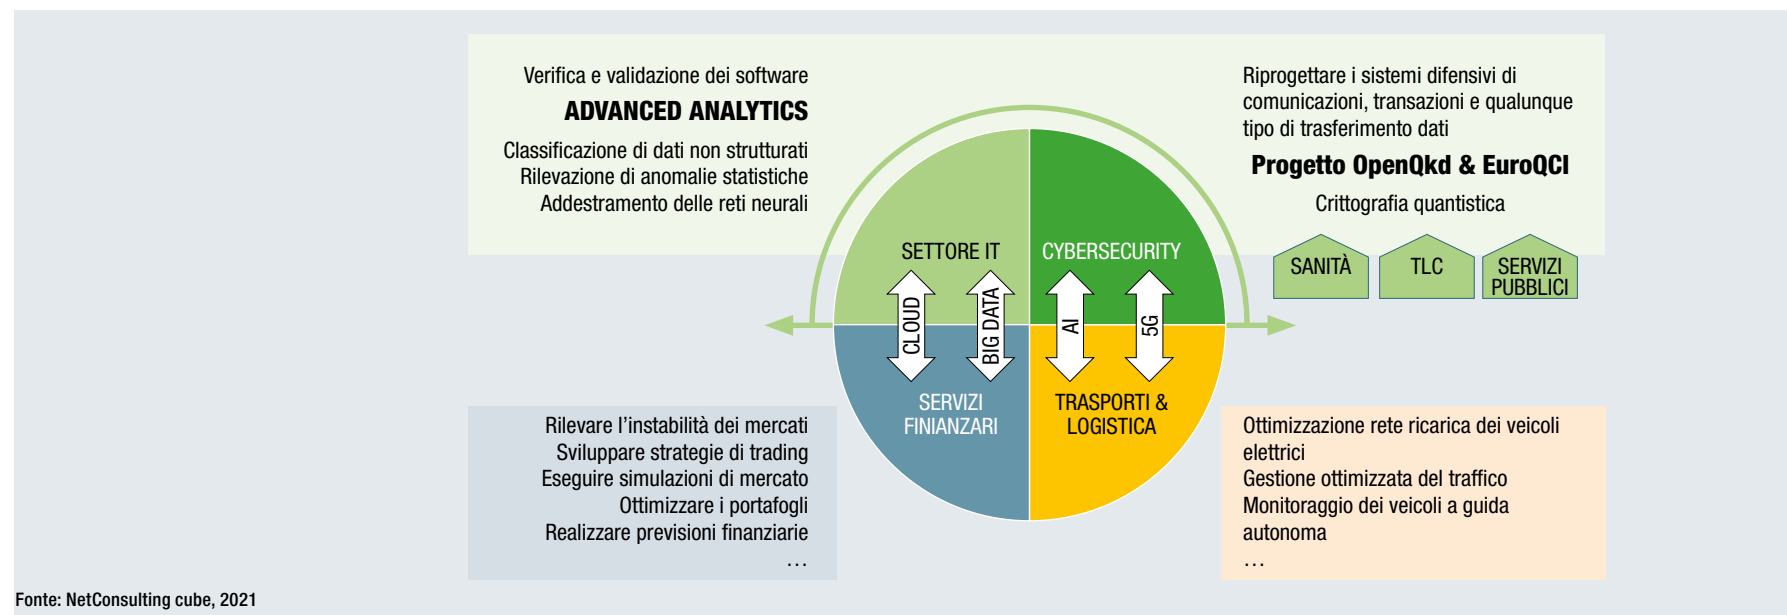 Verifica e validazione dei software
ADVANCED ANALYTICS
Classificazione di dati non strutturati
Rilevazione di anomalie statistiche
Addestramento delle reti neurali
Riprogettare i sistemi difensivi di
comunicazioni, transazioni e qualunque
tipo di trasferimento dati
Progetto OpenQkd & EuroQCI
Crittografia quantistica
SANITÀ
TLC
SERVIZI
PUBBLICI
SETTORE IT
CYBERSECURITY
CLOUD
BIG DATA
AI
5G
SERVIZI
FINIANZARI
TRASPORTI &
LOGISTICA
Rilevare l'instabilità dei mercati
Sviluppare strategie di trading
Eseguire simulazioni di mercato
Ottimizzare i portafogli
Realizzare previsioni finanziarie
…
Ottimizzazione rete ricarica dei veicoli
elettrici
Gestione ottimizzata del traffico
Monitoraggio dei veicoli a guida
autonoma
…
Fonte: NetConsulting cube, 2021